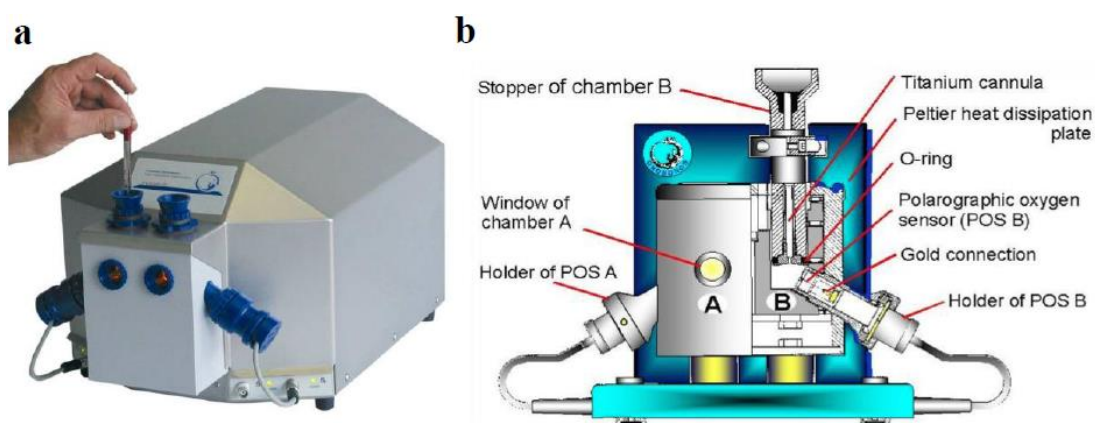 a
b
Stopper of chamber B
Titanium cannula
Peltier heat dissipation
plate
O-ring
Window of
chamber A
Polarographic oxygen
sensor (POS B)
Gold connection
Holder of POS A
Holder of POS B
A
B